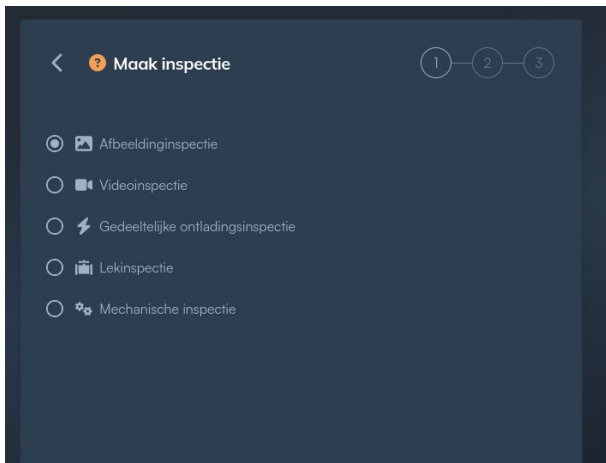 ? Maak inspectie
1 2 3
Afbeeldinginspectie
Videoinspectie
Gedeeltelijke ontladingsinspectie
Lekinspectie
Mechanische inspectie